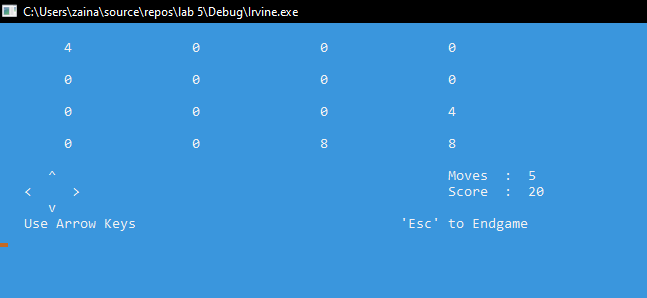 C:\Users\zaina\source\repos\lab 5\Debug\Irvine.exe
4 0 0 0
0 0 0 0
0 0 0 4
0 0 8 8
^ Moves : 5
< > Score : 20
v
Use Arrow Keys 'Esc' to Endgame